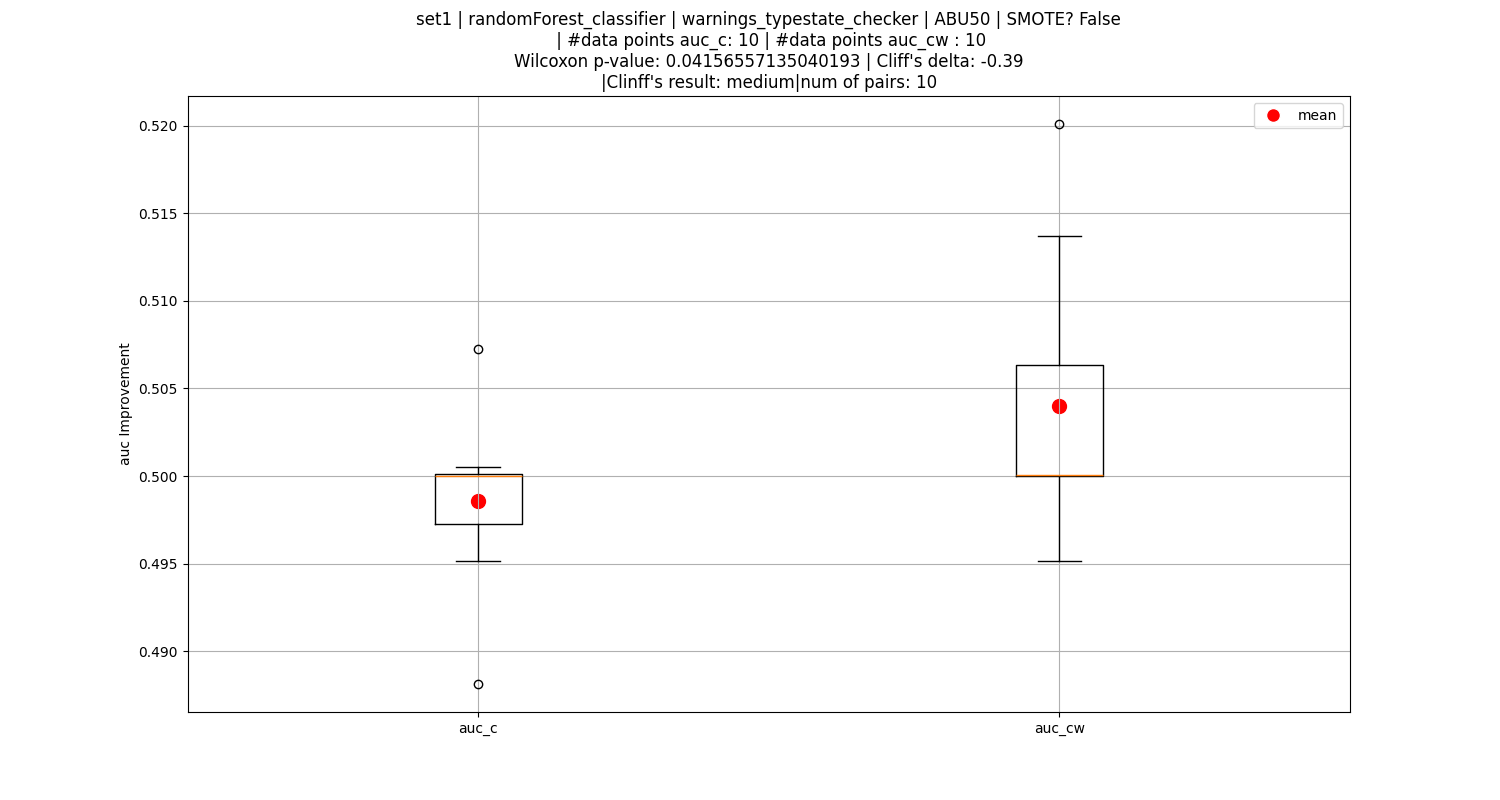 set1 | randomForest_classifier | warnings_typestate_checker | ABU50 | SMOTE? False
| #data points auc_c: 10 | #data points auc_cw : 10
Wilcoxon p-value: 0.04156557135040193 | Cliff's delta: -0.39
|Clinff's result: medium|num of pairs: 10
mean
0.520
0.515
0.510
0.505
0.500
0.495
0.490
auc Improvement
auc_c
auc_cw